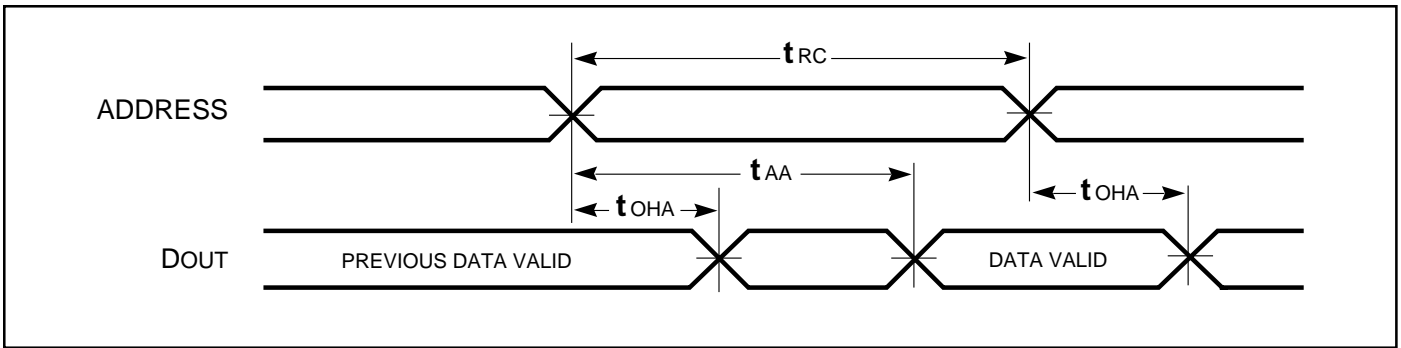 tRC
ADDRESS
tAA
tOHA
tOHA
DOUT
PREVIOUS DATA VALID
DATA VALID